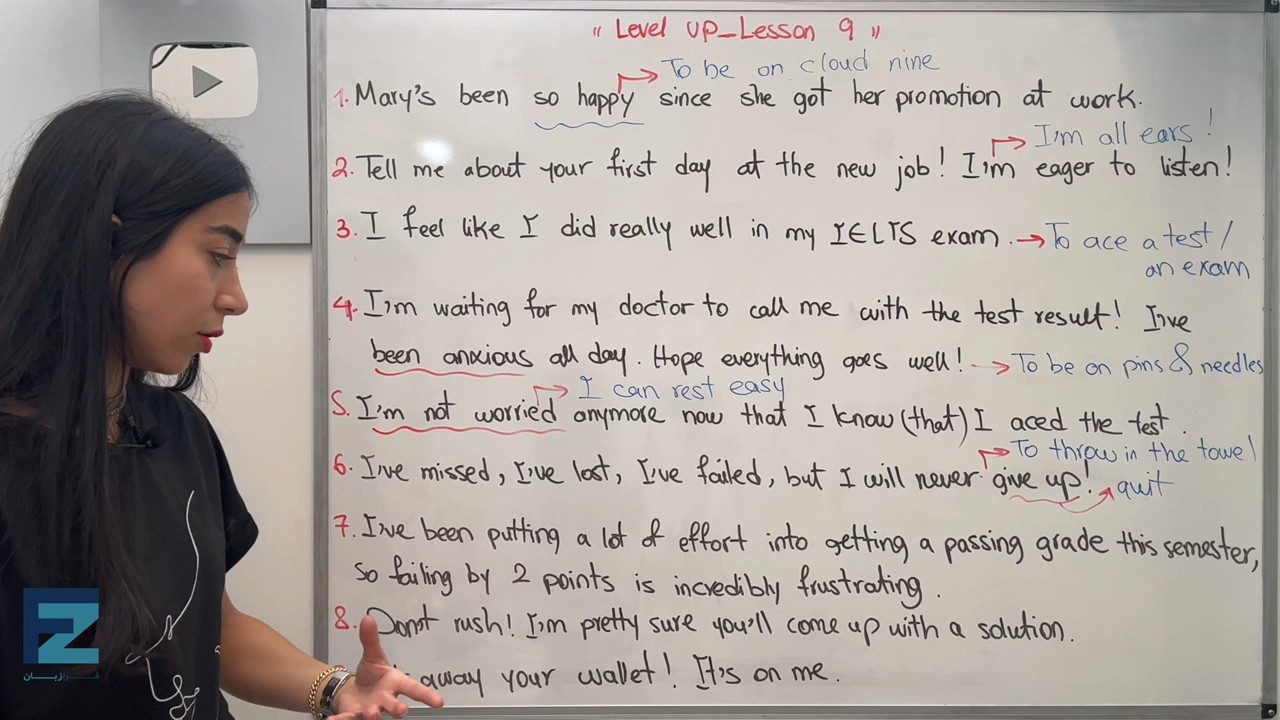 “ Level up_Lesson 9 ”
To be on cloud nine
1. Mary's been so happy since she got her promotion at work.
I'm all ears!
2. Tell me about your first day at the new job! I'm eager to listen!
3. I feel like I did really well in my IELTS exam. → To ace a test /
an exam
4. I'm waiting for my doctor to call me with the test result! I've
been anxious all day. Hope everything goes well! → To be on pins & needles
I can rest easy
5. I'm not worried anymore now that I know (that) I aced the test.
To throw in the towel
6. I've missed, I've lost, I've failed, but I will never give up! → quit
7. I've been putting a lot of effort into getting a passing grade this semester,
so failing by 2 points is incredibly frustrating.
8. Don't rush! I'm pretty sure you'll come up with a solution.
away your wallet! It's on me.
FZ
فراز زبان